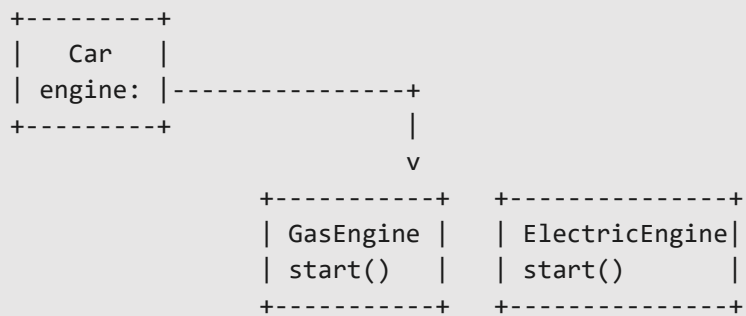 +---------+
|   Car   |
| engine: |----------------+
+---------+                |
                           v
                 +-----------+   +---------------+
                 | GasEngine |   | ElectricEngine|
                 | start()   |   | start()       |
                 +-----------+   +---------------+